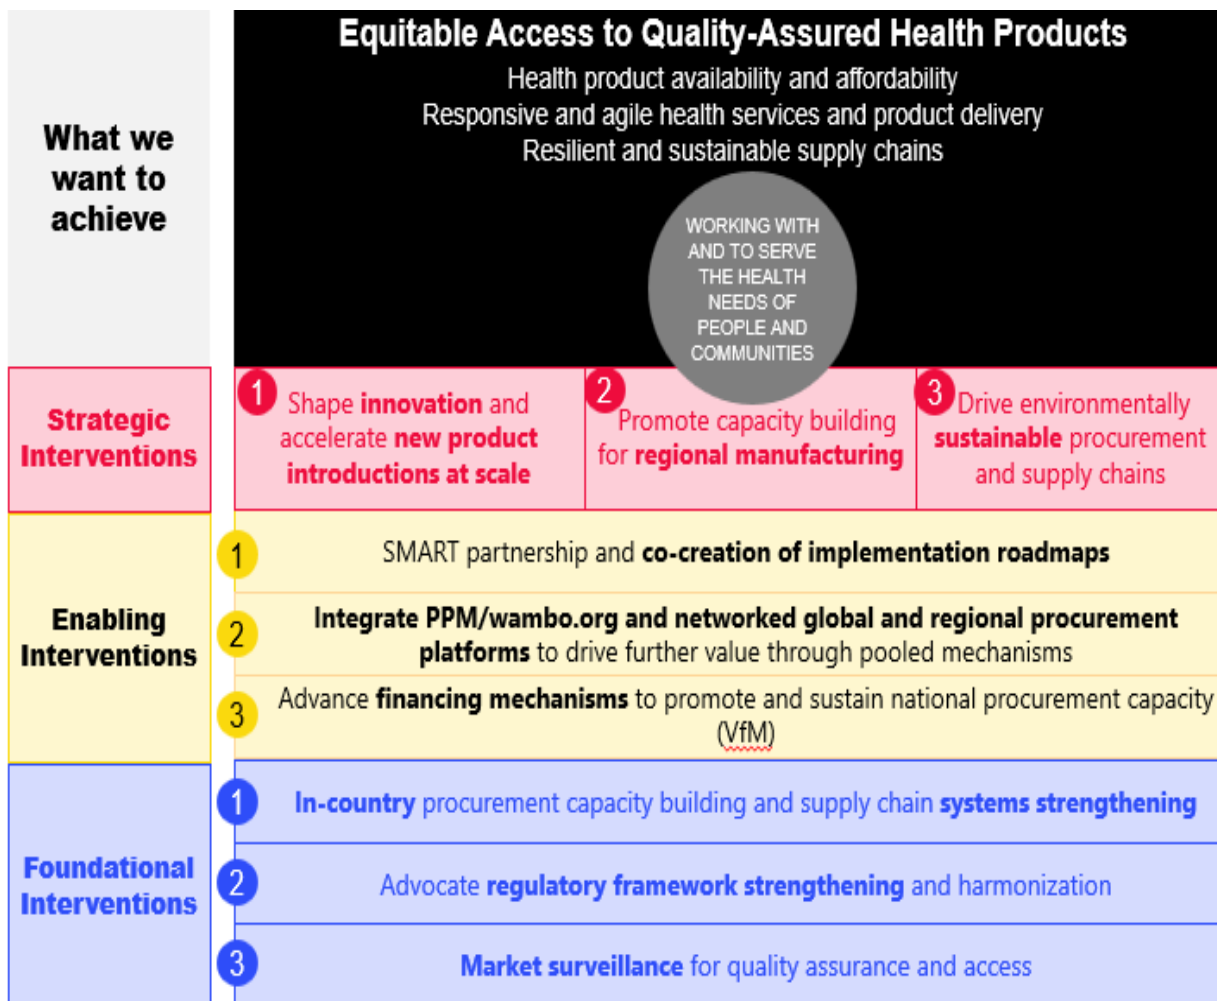 Equitable Access to Quality-Assured Health Products
Health product availability and affordability
Responsive and agile health services and product delivery
Resilient and sustainable supply chains
What we
want to
achieve
WORKING WITH
AND TO SERVE
THE HEALTH
NEEDS OF
PEOPLE AND
COMMUNITIES
Strategic
Interventions
1
Shape innovation and
accelerate new product
introductions at scale
2
Promote capacity building
for regional manufacturing
3
Drive environmentally
sustainable procurement
and supply chains
Enabling
Interventions
1
SMART partnership and co-creation of implementation roadmaps
2
Integrate PPM/wambo.org and networked global and regional procurement
platforms to drive further value through pooled mechanisms
3
Advance financing mechanisms to promote and sustain national procurement capacity
(VfM)
Foundational
Interventions
1
In-country procurement capacity building and supply chain systems strengthening
2
Advocate regulatory framework strengthening and harmonization
3
Market surveillance for quality assurance and access